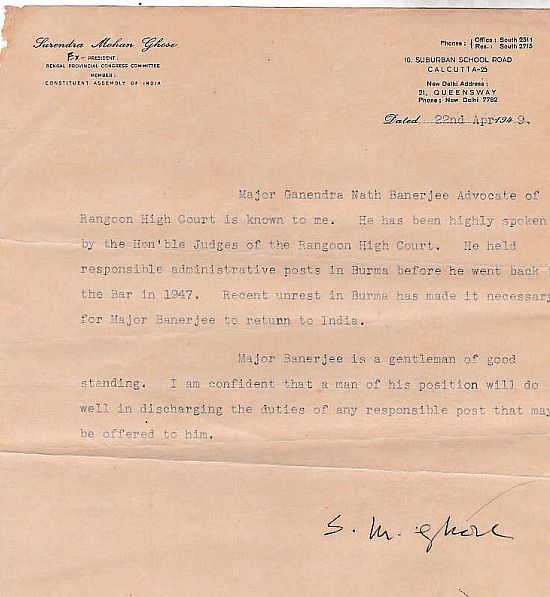 Surendra Mohan Ghose
Ex-PRESIDENT:
BENGAL PROVINCIAL CONGRESS COMMITTEE
MEMBER:
CONSTITUENT ASSEMBLY OF INDIA
Phones: { Office: South 2511
Res.: South 2715
10, SUBURBAN SCHOOL ROAD
CALCUTTA-25
New Delhi Address:
21, QUEENSWAY
Phone; New Delhi 7782
Dated 22nd Apr 1949.
Major Ganendra Nath Banerjee Advocate of
Rangoon High Court is known to me. He has been highly spoken
by the Hon'ble Judges of the Rangoon High Court. He held
responsible administrative posts in Burma before he went back
the Bar in 1947. Recent unrest in Burma has made it necessary
for Major Banerjee to return to India.
Major Banerjee is a gentleman of good
standing. I am confident that a man of his position will do
well in discharging the duties of any responsible post that may
be offered to him.
S. M. Ghose